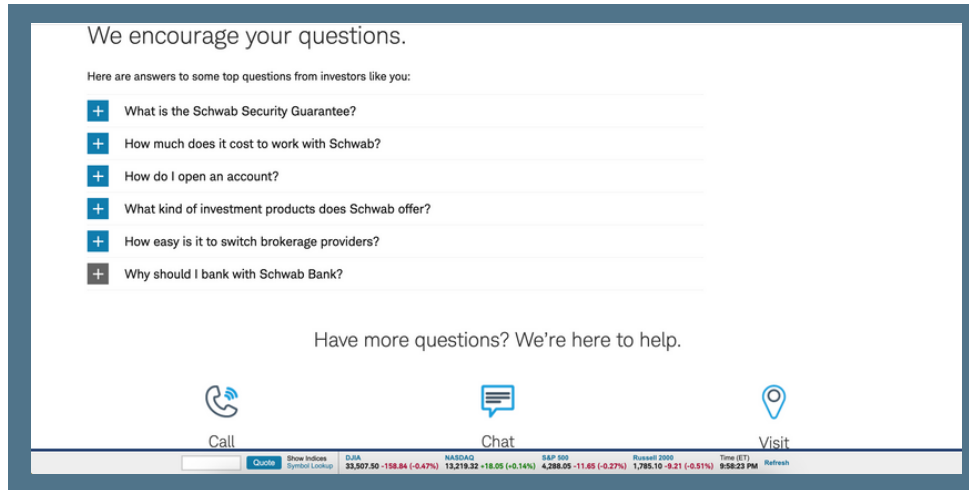 We encourage your questions.
Here are answers to some top questions from investors like you:
What is the Schwab Security Guarantee?
How much does it cost to work with Schwab?
How do I open an account?
What kind of investment products does Schwab offer?
How easy is it to switch brokerage providers?
Why should I bank with Schwab Bank?
Have more questions? We're here to help.
Call Chat Visit
Quote Show Indices DJIA NASDAQ S&P 500 Russell 2000 Time (ET) Refresh
Symbol Lookup 33,507.50 -158.84 (-0.47%) 13,219.32 +18.05 (+0.14%) 4,288.05 -11.65 (-0.27%) 1,785.10 -9.21 (-0.51%) 9:58:23 PM